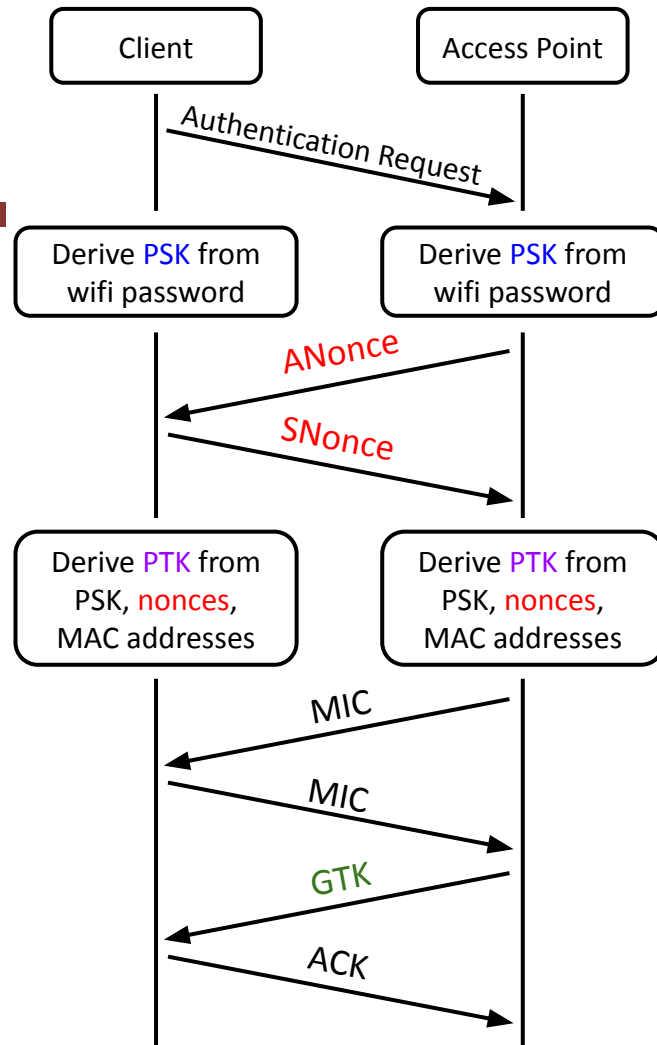 Client
Access Point
Authentication Request
Derive PSK from
wifi password
Derive PSK from
wifi password
ANonce
SNonce
Derive PTK from
PSK, nonces,
MAC addresses
Derive PTK from
PSK, nonces,
MAC addresses
MIC
MIC
GTK
ACK